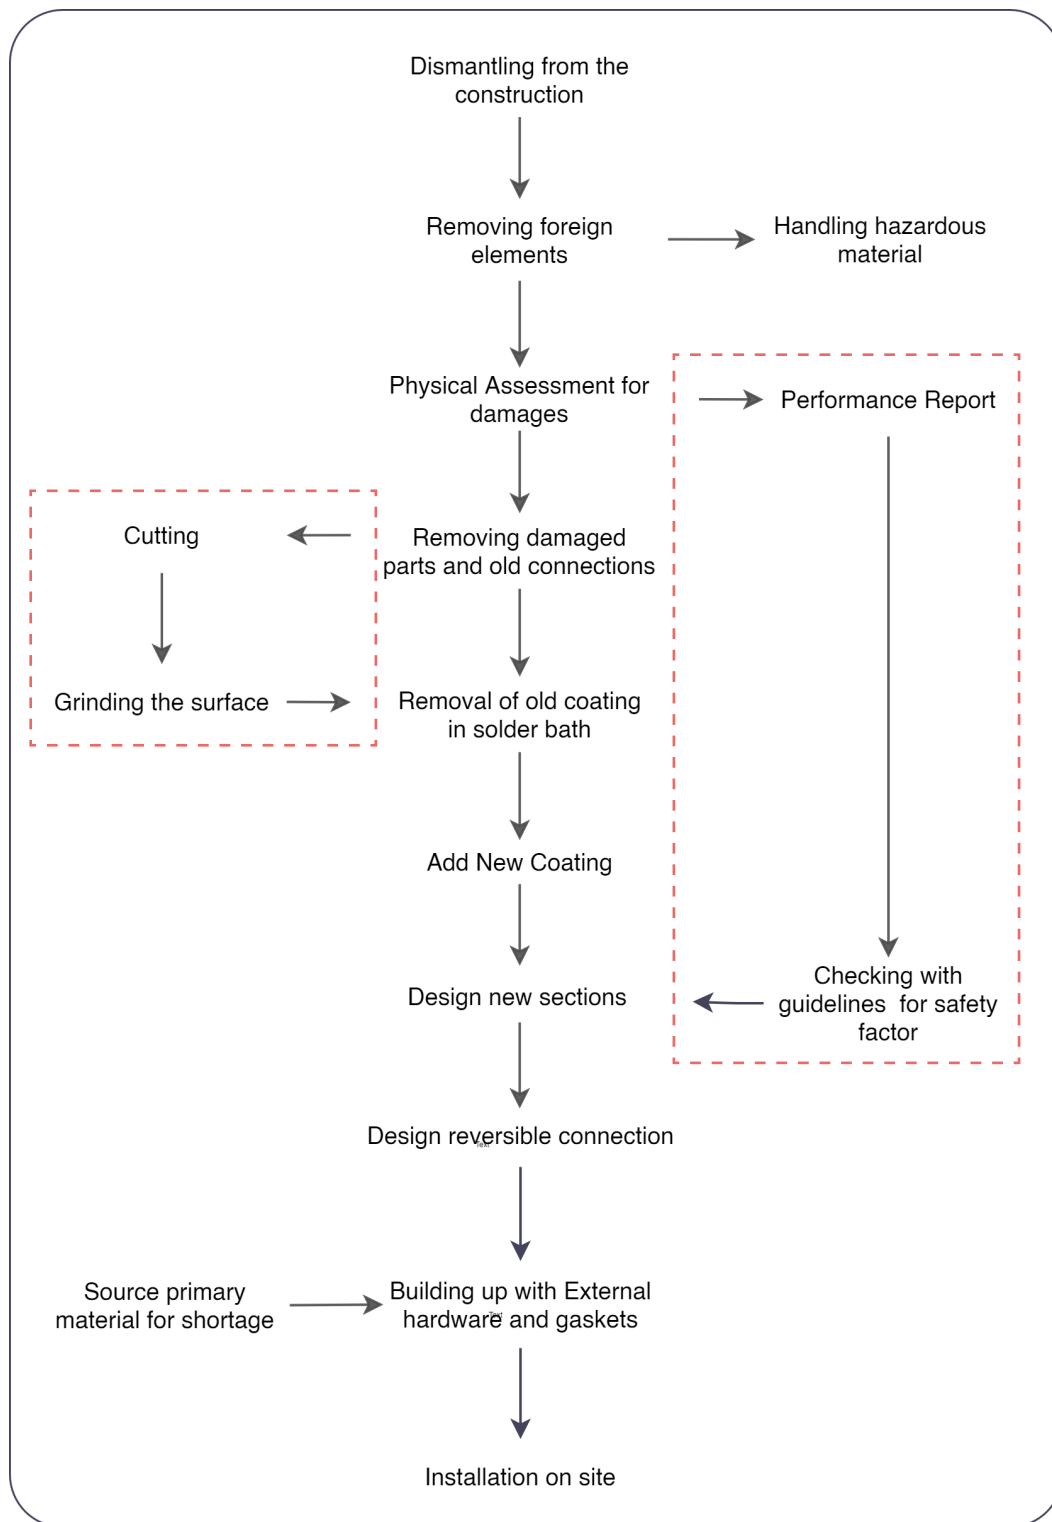 Dismantling from the
construction
Removing foreign
elements
Handling hazardous
material
Physical Assessment for
damages
Performance Report
Cutting
Removing damaged
parts and old connections
Grinding the surface
Removal of old coating
in solder bath
Add New Coating
Design new sections
Checking with
guidelines  for safety
factor
Design reversible connection
Text
Source primary
material for shortage
Building up with External
hardware and gaskets
Text
Installation on site